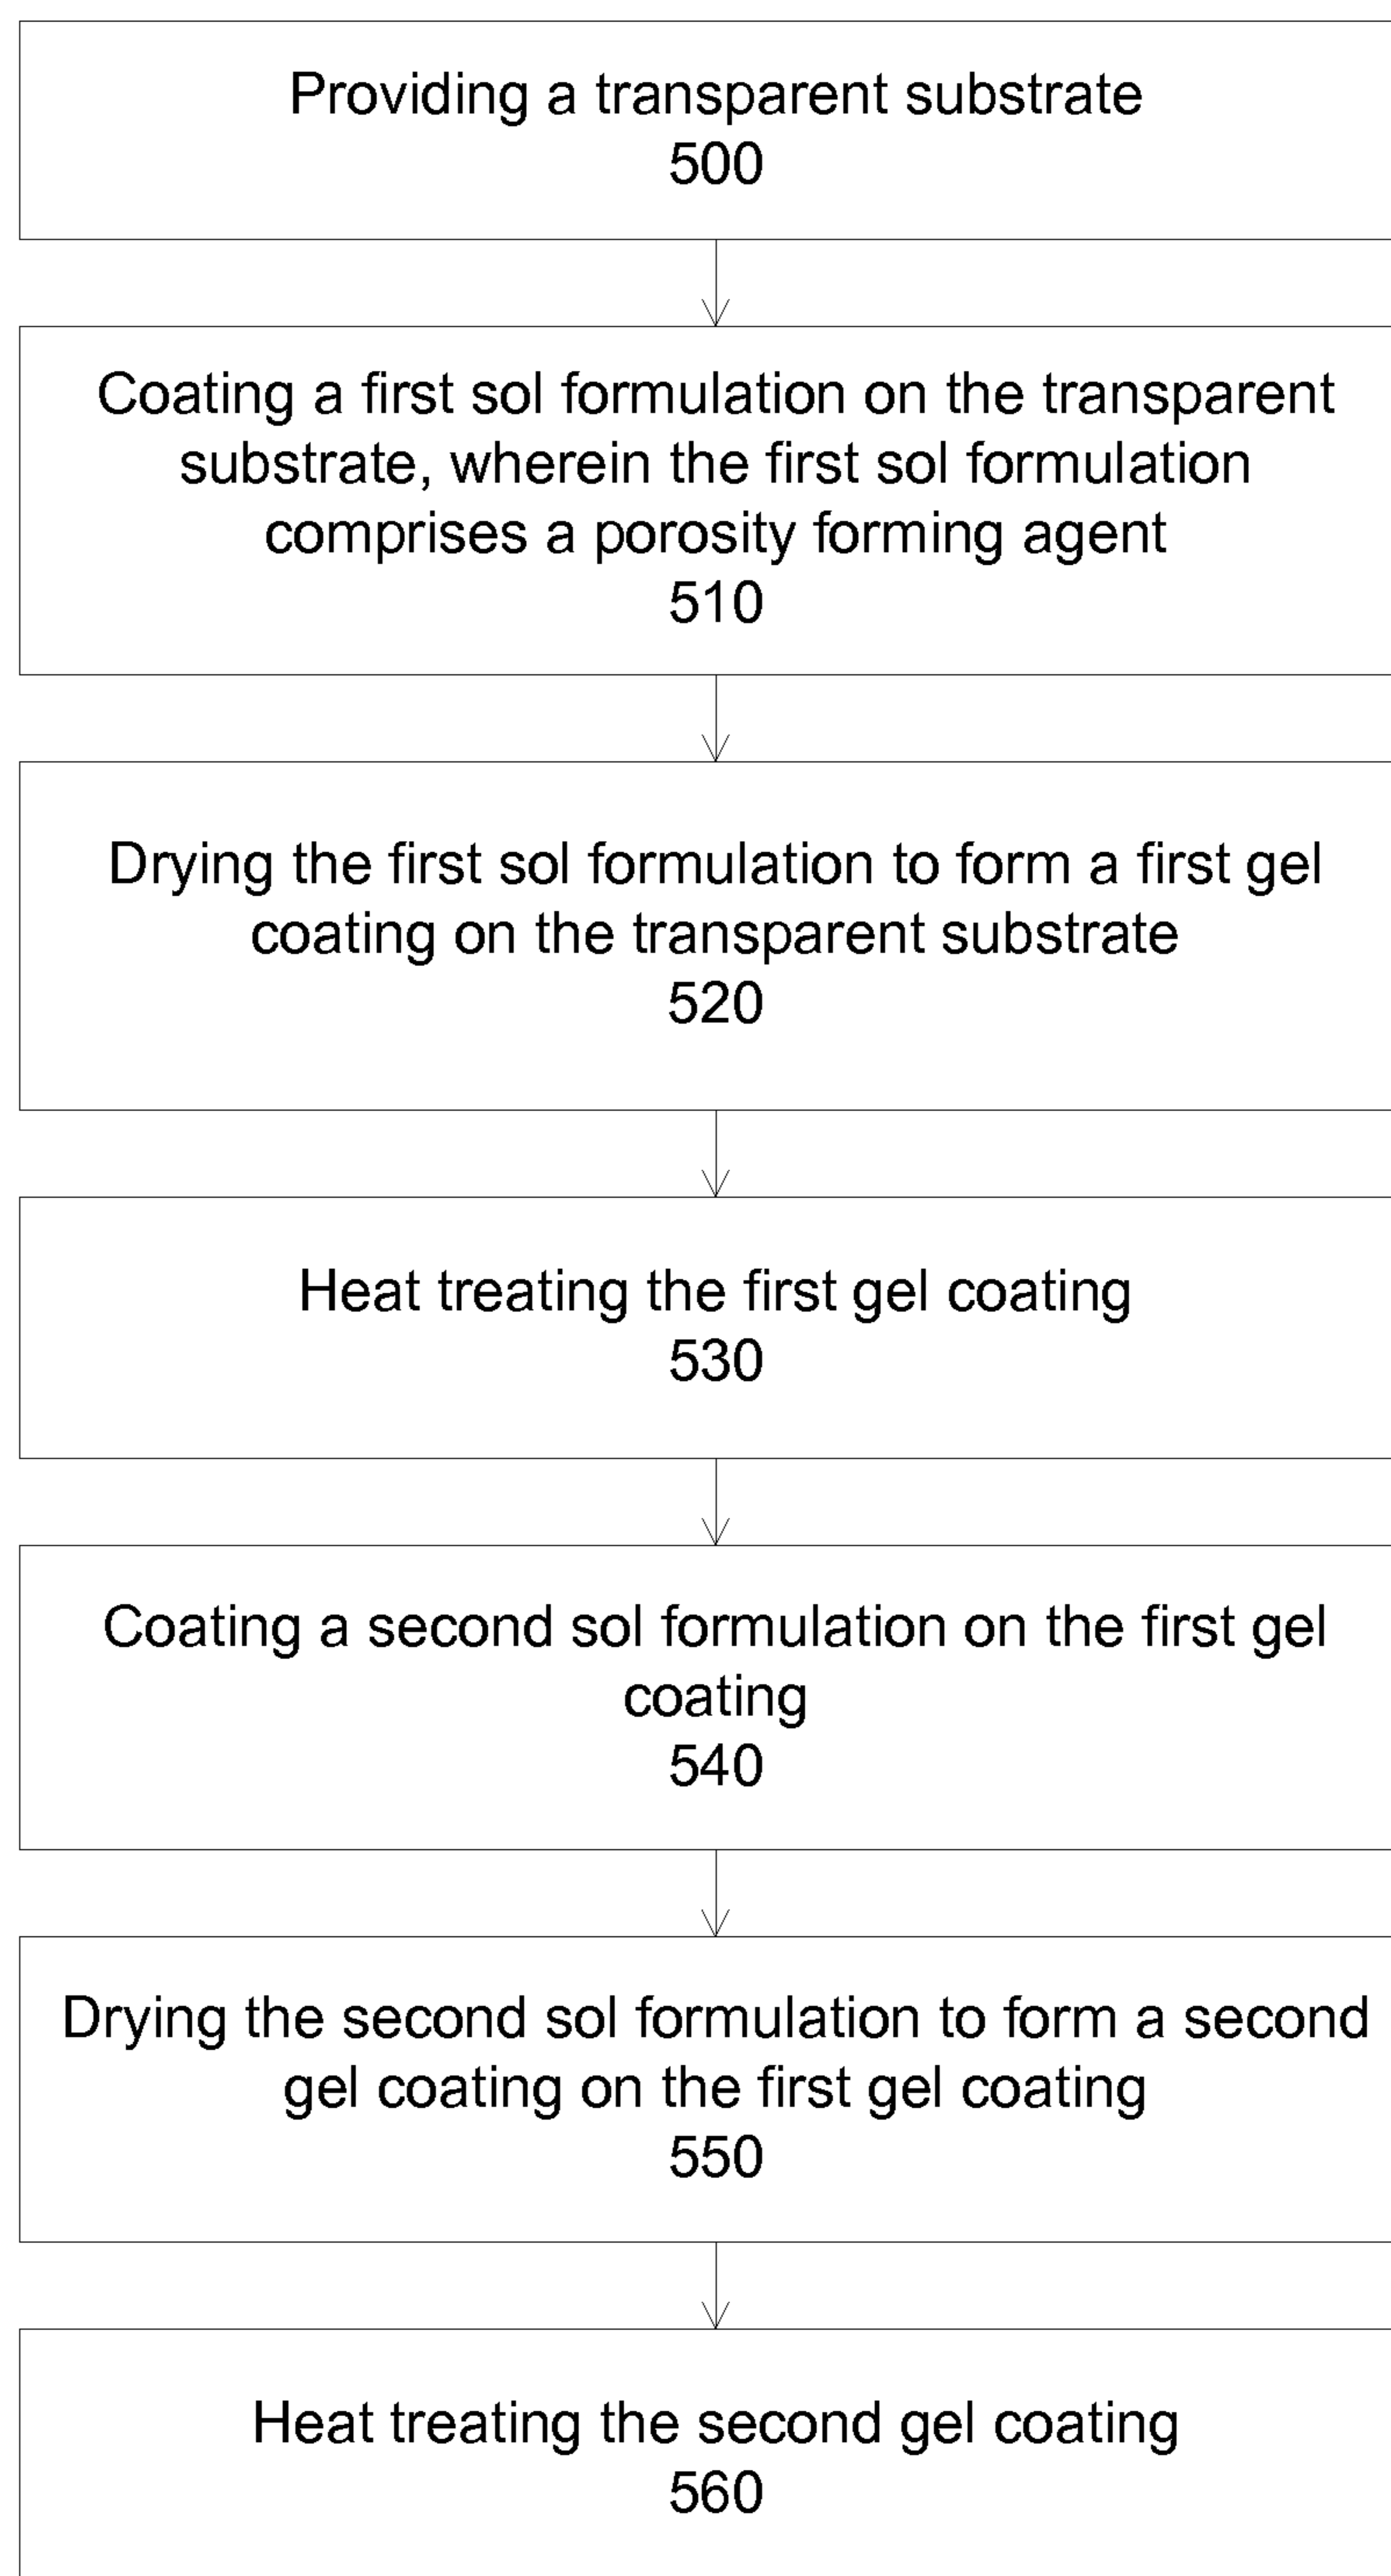 Providing a transparent substrate
500
Coating a first sol formulation on the transparent
substrate, wherein the first sol formulation
comprises a porosity forming agent
510
Drying the first sol formulation to form a first gel
coating on the transparent substrate
520
Heat treating the first gel coating
530
Coating a second sol formulation on the first gel
coating
540
Drying the second sol formulation to form a second
gel coating on the first gel coating
550
Heat treating the second gel coating
560